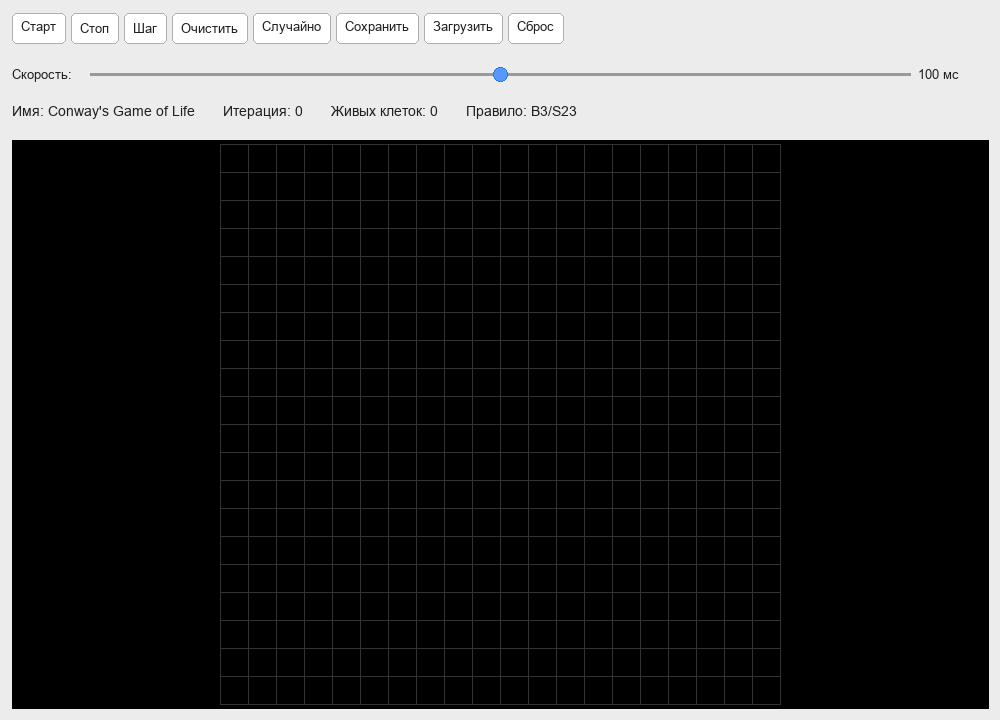 Старт Стоп Шаг Очистить Случайно Сохранить Загрузить Сброс
Скорость: 100 мс
Имя: Conway's Game of Life Итерация: 0 Живых клеток: 0 Правило: B3/S23